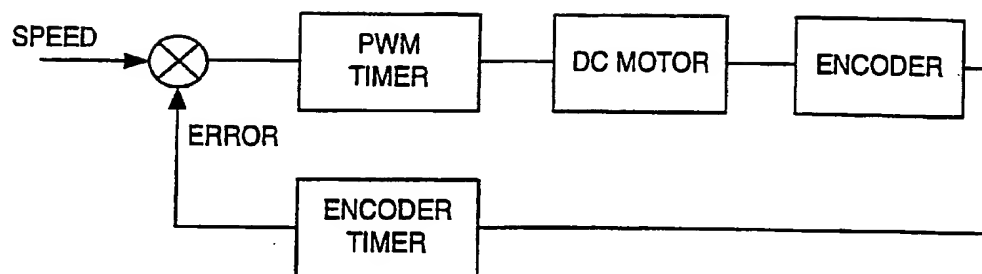 SPEED
PWM
TIMER
DC MOTOR
ENCODER
ERROR
ENCODER
TIMER